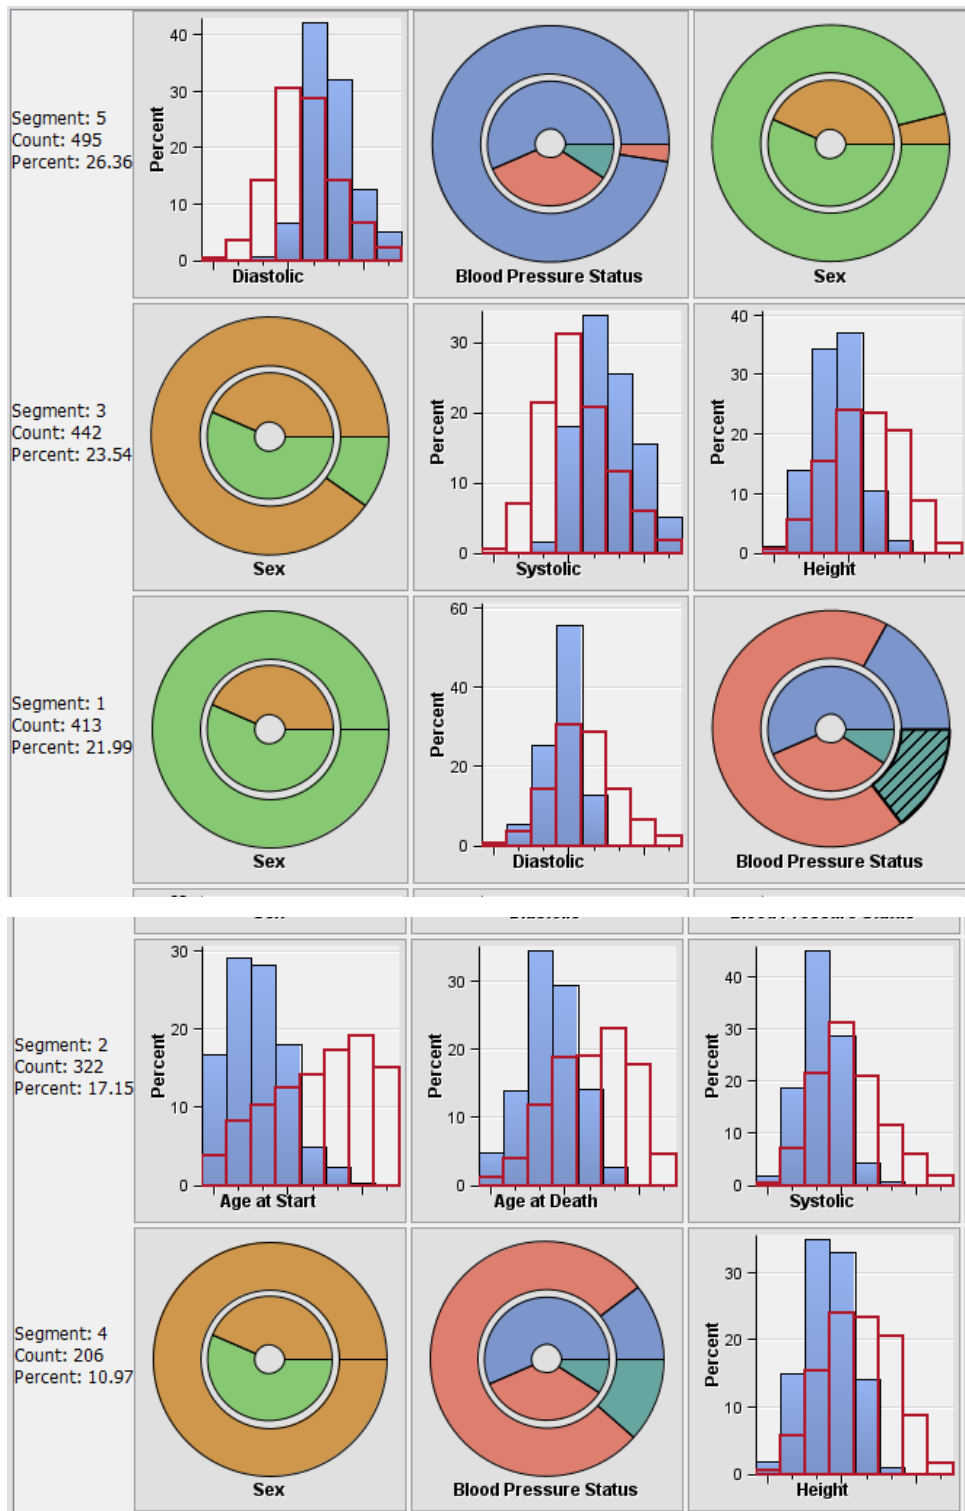 Segment: 5
Count: 495
Percent: 26.36
Percent
40
30
20
10
0
Diastolic
Blood Pressure Status
Sex
Segment: 3
Count: 442
Percent: 23.54
Sex
Percent
30
20
10
0
Systolic
Percent
40
30
20
10
0
Height
Segment: 1
Count: 413
Percent: 21.99
Sex
Percent
60
40
20
0
Diastolic
Blood Pressure Status
Segment: 2
Count: 322
Percent: 17.15
Percent
30
20
10
0
Age at Start
Percent
30
20
10
0
Age at Death
Percent
40
30
20
10
0
Systolic
Segment: 4
Count: 206
Percent: 10.97
Sex
Blood Pressure Status
Percent
30
20
10
0
Height